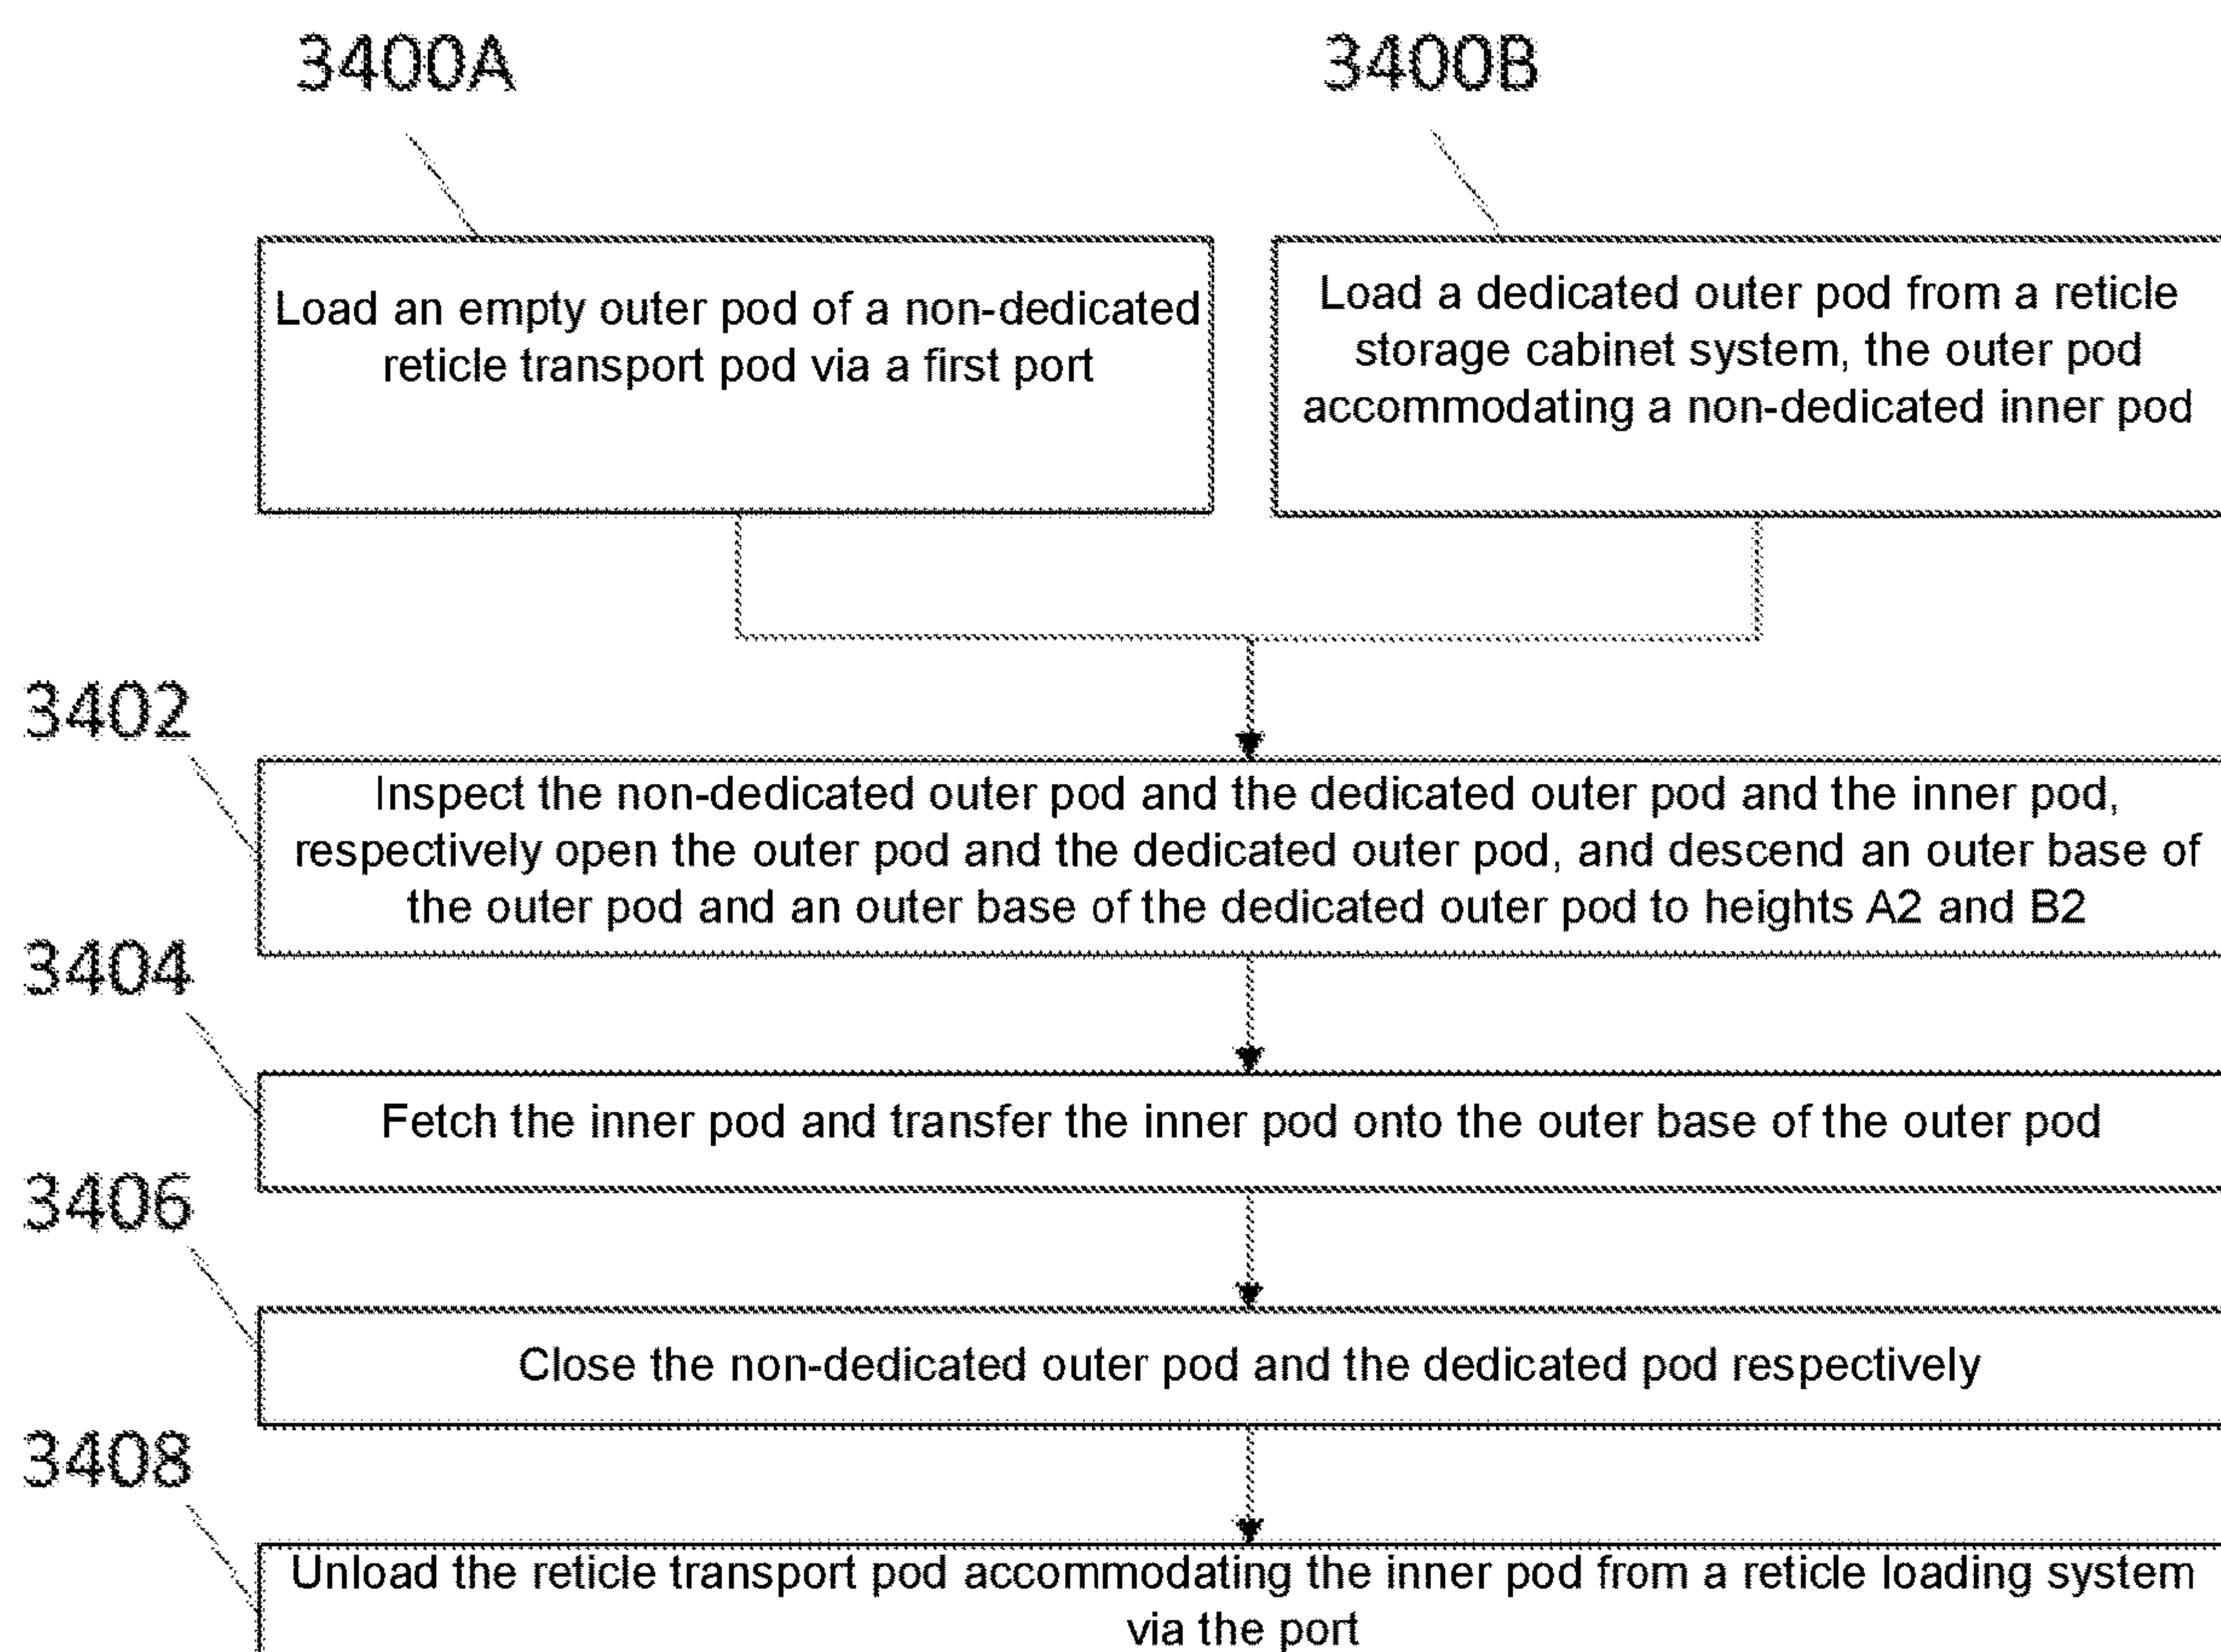 3400A
3400B
Load an empty outer pod of a non-dedicated
reticle transport pod via a first port
Load a dedicated outer pod from a reticle
storage cabinet system, the outer pod
accommodating a non-dedicated inner pod
3402
Inspect the non-dedicated outer pod and the dedicated outer pod and the inner pod,
respectively open the outer pod and the dedicated outer pod, and descend an outer base of
the outer pod and an outer base of the dedicated outer pod to heights A2 and B2
3404
Fetch the inner pod and transfer the inner pod onto the outer base of the outer pod
3406
Close the non-dedicated outer pod and the dedicated pod respectively
3408
Unload the reticle transport pod accommodating the inner pod from a reticle loading system
via the port